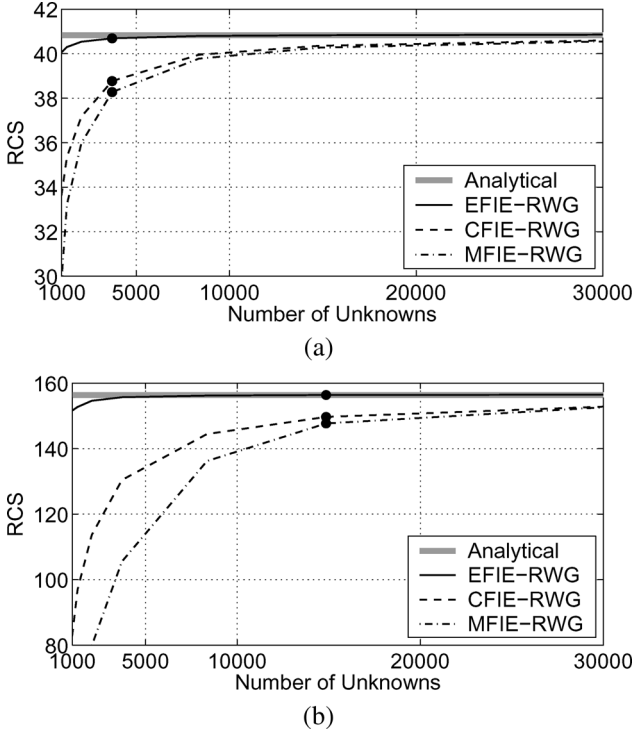 42
40
38
36
34
32
30
RCS
Analytical
EFIE−RWG
CFIE−RWG
MFIE−RWG
1000 5000 10000 20000 30000
Number of Unknowns
(a)
160
140
120
100
80
RCS
Analytical
EFIE−RWG
CFIE−RWG
MFIE−RWG
1000 5000 10000 20000 30000
Number of Unknowns
(b)